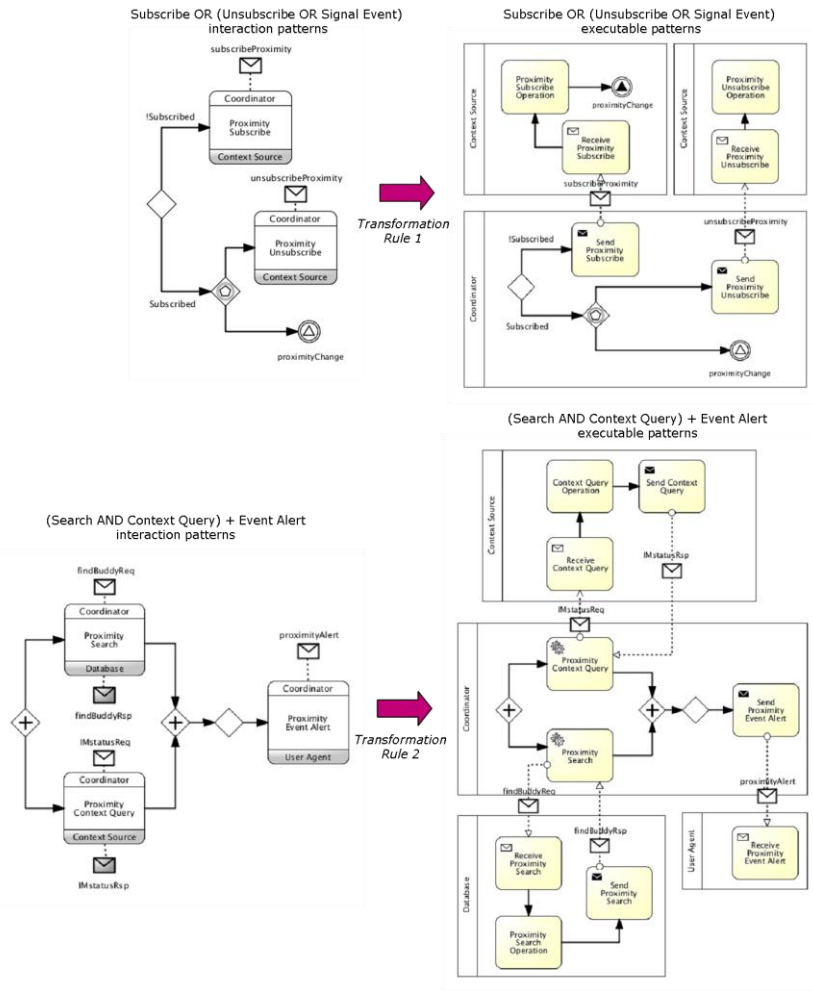 Subscribe OR (Unsubscribe OR Signal Event)
interaction patterns
subscribeProximity
Coordinator
!Subscribed
Proximity
Subscribe
Context Source
unsubscribeProximity
Coordinator
Proximity
Unsubscribe
Context Source
Subscribed
proximityChange
Transformation
Rule 1
Subscribe OR (Unsubscribe OR Signal Event)
executable patterns
Context Source
Proximity
Subscribe
Operation
proximityChange
Receive
Proximity
Subscribe
subscribeProximity
Context Source
Proximity
Unsubscribe
Operation
Receive
Proximity
Unsubscribe
unsubscribeProximity
Coordinator
!Subscribed
Send
Proximity
Subscribe
Send
Proximity
Unsubscribe
Subscribed
proximityChange
(Search AND Context Query) + Event Alert
interaction patterns
findBuddyReq
Coordinator
Proximity
Search
Database
findBuddyRsp
IMstatusReq
Coordinator
Proximity
Context Query
Context Source
IMstatusRsp
proximityAlert
Coordinator
Proximity
Event Alert
User Agent
Transformation
Rule 2
(Search AND Context Query) + Event Alert
executable patterns
Context Source
Context Query
Operation
Send Context
Query
Receive
Context Query
IMstatusRsp
IMstatusReq
Coordinator
Proximity
Context Query
Proximity
Search
Send
Proximity
Event Alert
findBuddyReq
proximityAlert
Database
Receive
Proximity
Search
findBuddyRsp
Send
Proximity
Search
Proximity
Search
Operation
User Agent
Receive
Proximity
Event Alert